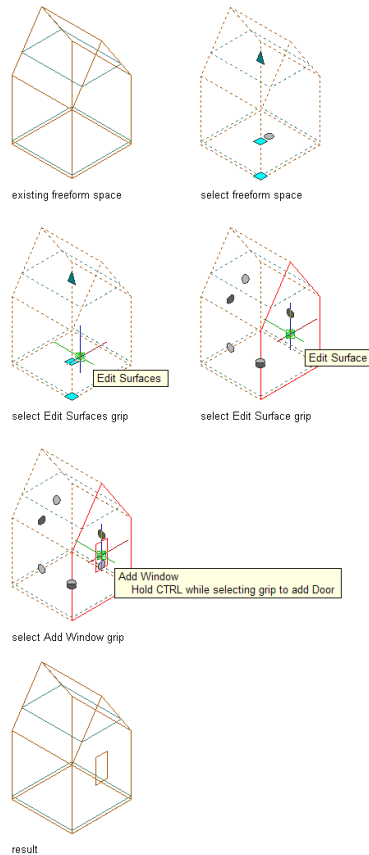 existing freeform space
select freeform space
Edit Surfaces
Edit Surface
select Edit Surfaces grip
select Edit Surface grip
Add Window
Hold CTRL while selecting grip to add Door
select Add Window grip
result